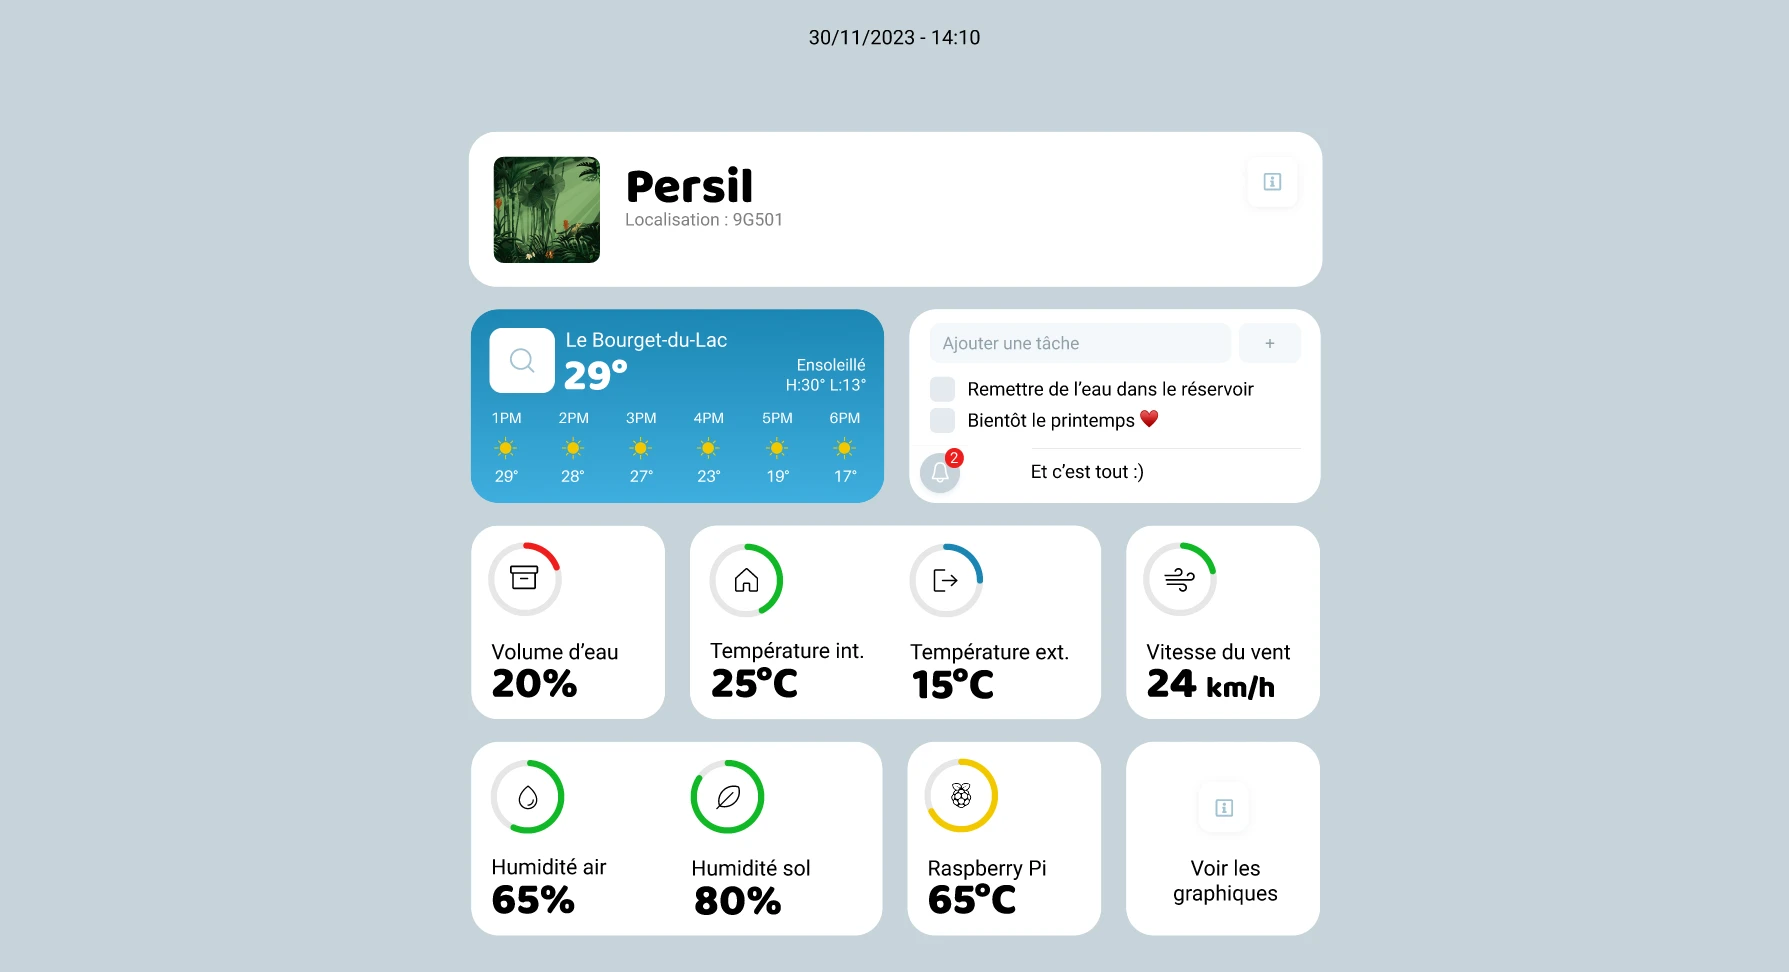 30/11/2023 - 14:10
Persil
Localisation : 9G501
Le Bourget-du-Lac
29°
Ensoleillé
H:30° L:13°
1PM 2PM 3PM 4PM 5PM 6PM
29° 28° 27° 23° 19° 17°
Ajouter une tâche +
Remettre de l’eau dans le réservoir
Bientôt le printemps ♥
2
Et c’est tout :)
Volume d’eau
20%
Température int.
25°C
Température ext.
15°C
Vitesse du vent
24 km/h
Humidité air
65%
Humidité sol
80%
Raspberry Pi
65°C
Voir les
graphiques